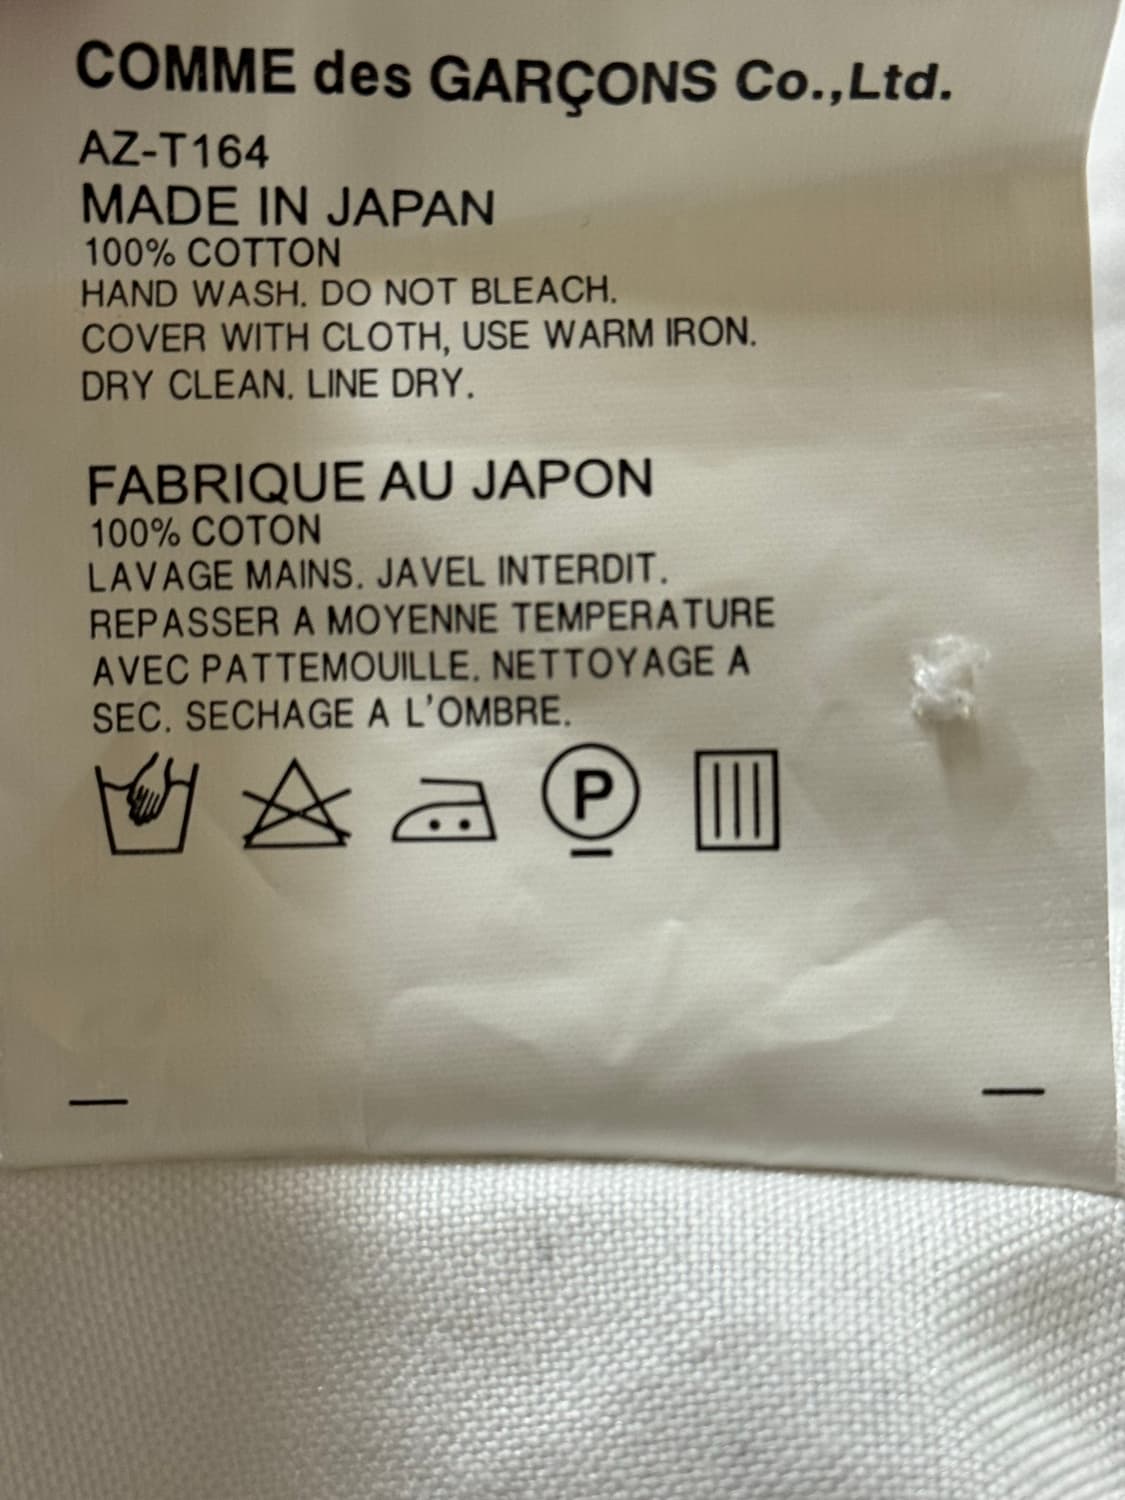 COMME des GARÇONS Co.,Ltd.
AZ-T164
MADE IN JAPAN
100% COTTON
HAND WASH. DO NOT BLEACH.
COVER WITH CLOTH, USE WARM IRON.
DRY CLEAN. LINE DRY.
FABRIQUE AU JAPON
100% COTON
LAVAGE MAINS. JAVEL INTERDIT.
REPASSER A MOYENNE TEMPERATURE
AVEC PATTEMOUILLE. NETTOYAGE A
SEC. SECHAGE A L'OMBRE.
P